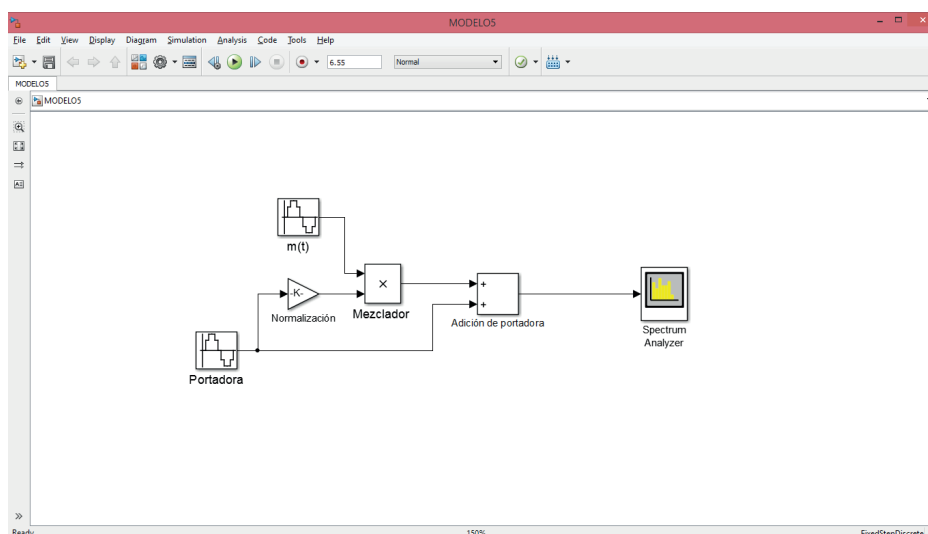 MODELO5
File Edit View Display Diagram Simulation Analysis Code Tools Help
6.55 Normal
MODELO5
MODELO5
m(t)
-K-
Normalización
×
Mezclador
+
+
Adición de portadora
Portadora
Spectrum
Analyzer
Ready 150% FixedStepDiscrete